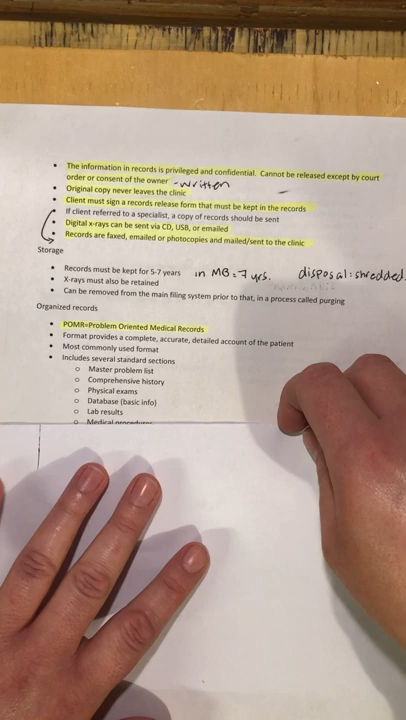 • The information in records is privileged and confidential. Cannot be released except by court
order or consent of the owner -written
• Original copy never leaves the clinic
• Client must sign a records release form that must be kept in the records
• If client referred to a specialist, a copy of records should be sent
• Digital x-rays can be sent via CD, USB, or emailed
• Records are faxed, emailed or photocopies and mailed/sent to the clinic
Storage
• Records must be kept for 5-7 years in MB = 7 yrs. disposal: shredded.
• X-rays must also be retained
• Can be removed from the main filing system prior to that, in a process called purging
Organized records
• POMR=Problem Oriented Medical Records
• Format provides a complete, accurate, detailed account of the patient
• Most commonly used format
• Includes several standard sections
o Master problem list
o Comprehensive history
o Physical exams
o Database (basic info)
o Lab results
o Medical procedures